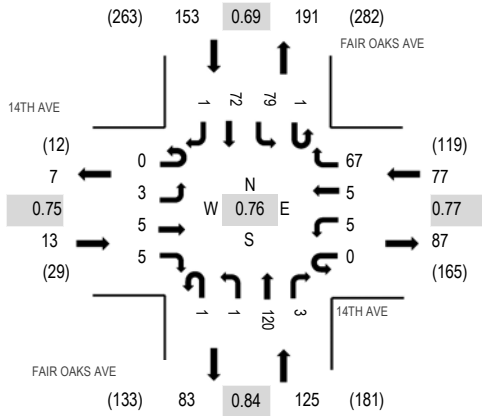 (263) 153 0.69 191 (282)
FAIR OAKS AVE
14TH AVE
1 72 79 1
(12)
7
0.75
13
(29)
0
3
5
5
N
W 0.76 E
S
67
5
5
0
(119)
77
0.77
87
(165)
1 1 120 3
14TH AVE
FAIR OAKS AVE
(133) 83 0.84 125 (181)